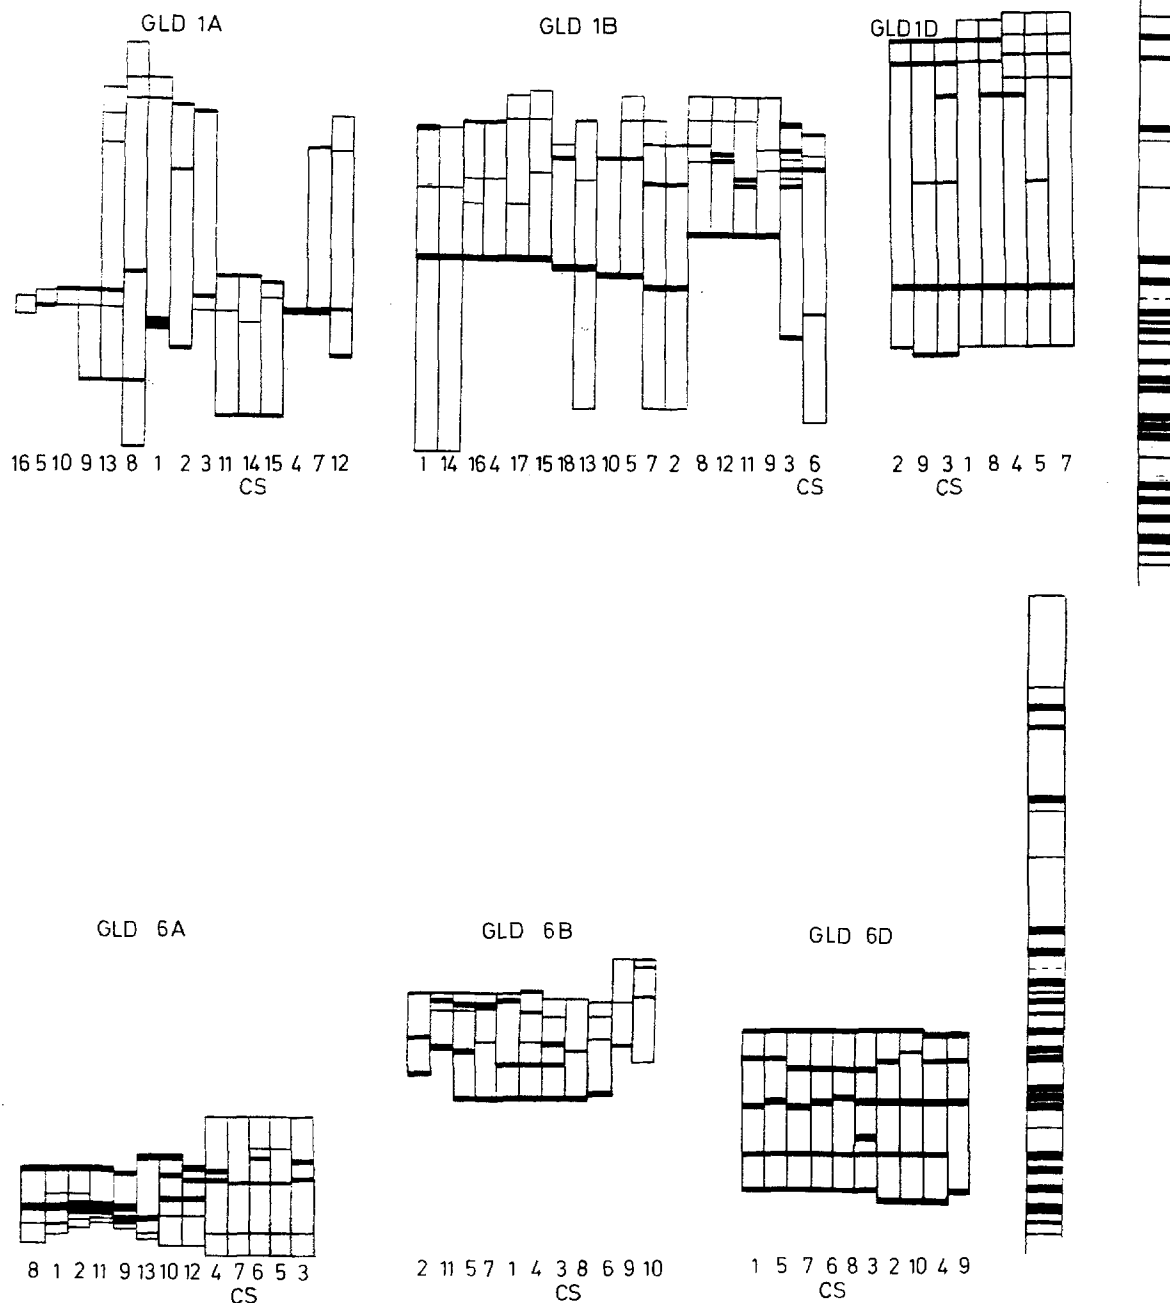 GLD 1A
GLD 1B
GLD1D
16 5 10 9 13 8 1 2 3 11 14 15 4 7 12
CS
1 14 16 4 17 15 18 13 10 5 7 2 8 12 11 9 3 6
CS
2 9 3 1 8 4 5 7
CS
GLD 6A
GLD 6B
GLD 6D
8 1 2 11 9 13 10 12 4 7 6 5 3
CS
2 11 5 7 1 4 3 8 6 9 10
CS
1 5 7 6 8 3 2 10 4 9
CS